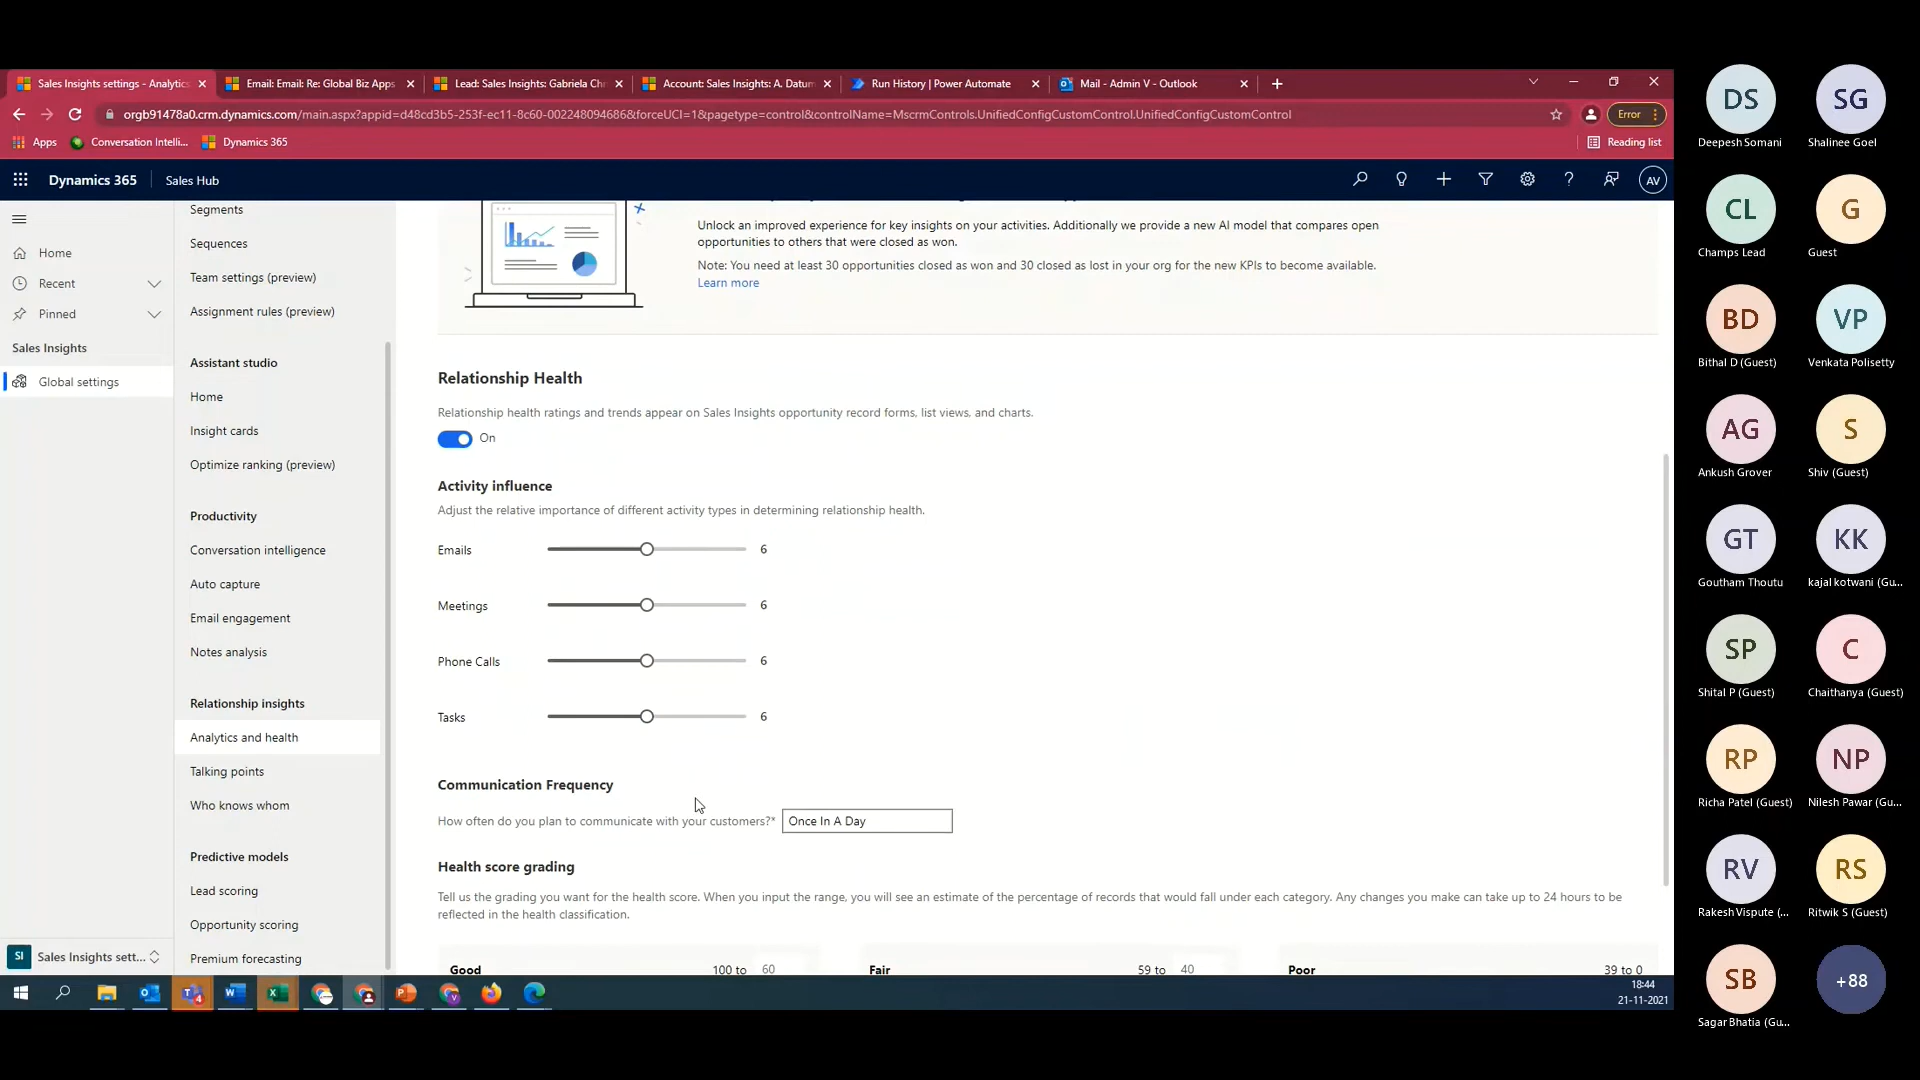 Sales Insights settings - Analytics
Email: Email: Re: Global Biz Apps
Lead: Sales Insights: Gabriela Chr
Account: Sales Insights: A. Datum
Run History | Power Automate
Mail - Admin V - Outlook
orgb91478a0.crm.dynamics.com/main.aspx?appid=d48cd3b5-253f-ec11-8c60-002248094686&forceUCI=1&pagetype=control&controlName=MscrmControls.UnifiedConfigCustomControl.UnifiedConfigCustomControl
Error
Apps
Conversation Intelli...
Dynamics 365
Reading list
Dynamics 365
Sales Hub
AV
Home
Recent
Pinned
Sales Insights
Global settings
SI Sales Insights sett...
Segments
Sequences
Team settings (preview)
Assignment rules (preview)
Assistant studio
Home
Insight cards
Optimize ranking (preview)
Productivity
Conversation intelligence
Auto capture
Email engagement
Notes analysis
Relationship insights
Analytics and health
Talking points
Who knows whom
Predictive models
Lead scoring
Opportunity scoring
Premium forecasting
Unlock an improved experience for key insights on your activities. Additionally we provide a new AI model that compares open
opportunities to others that were closed as won.
Note: You need at least 30 opportunities closed as won and 30 closed as lost in your org for the new KPIs to become available.
Learn more
Relationship Health
Relationship health ratings and trends appear on Sales Insights opportunity record forms, list views, and charts.
On
Activity influence
Adjust the relative importance of different activity types in determining relationship health.
Emails 6
Meetings 6
Phone Calls 6
Tasks 6
Communication Frequency
How often do you plan to communicate with your customers?* Once In A Day
Health score grading
Tell us the grading you want for the health score. When you input the range, you will see an estimate of the percentage of records that would fall under each category. Any changes you make can take up to 24 hours to be
reflected in the health classification.
Good 100 to 60
Fair 59 to 40
Poor 39 to 0
4
18:44
21-11-2021
DS
Deepesh Somani
SG
Shalinee Goel
CL
Champs Lead
G
Guest
BD
Bithal D (Guest)
VP
Venkata Polisetty
AG
Ankush Grover
S
Shiv (Guest)
GT
Goutham Thoutu
KK
kajal kotwani (Gu...
SP
Shital P (Guest)
C
Chaithanya (Guest)
RP
Richa Patel (Guest)
NP
Nilesh Pawar (Gu...
RV
Rakesh Vispute (...
RS
Ritwik S (Guest)
SB
Sagar Bhatia (Gu...
+88